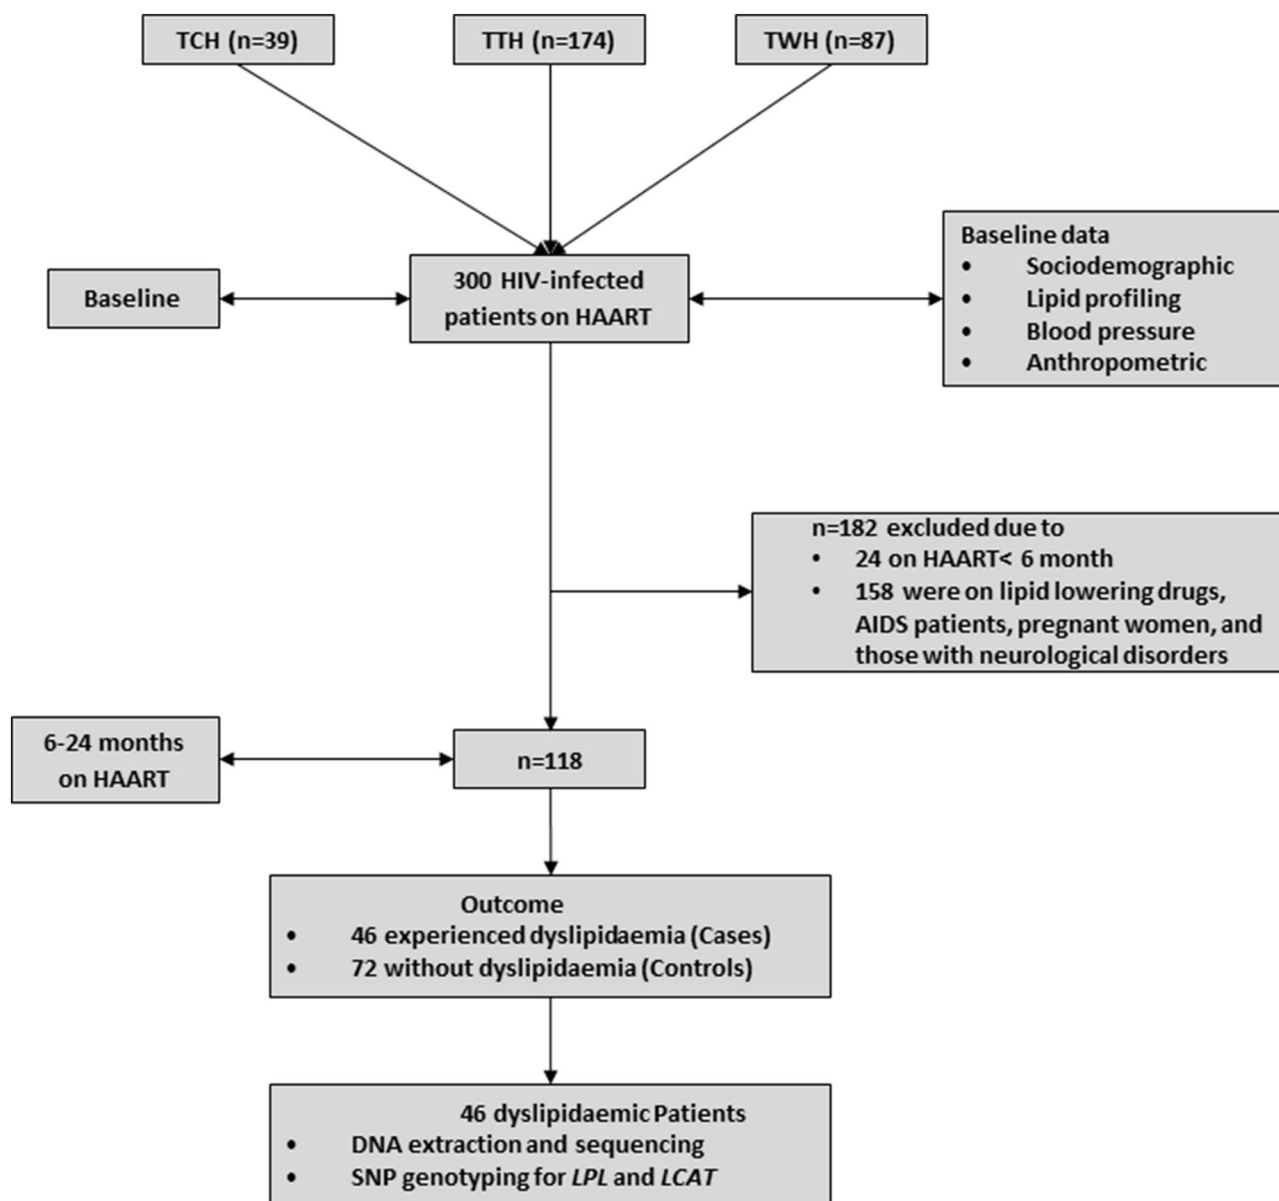 TCH (n=39)
TTH (n=174)
TWH (n=87)
Baseline
300 HIV-infected
patients on HAART
Baseline data
• Sociodemographic
• Lipid profiling
• Blood pressure
• Anthropometric
n=182 excluded due to
• 24 on HAART< 6 month
• 158 were on lipid lowering drugs,
AIDS patients, pregnant women, and
those with neurological disorders
6-24 months
on HAART
n=118
Outcome
• 46 experienced dyslipidaemia (Cases)
• 72 without dyslipidaemia (Controls)
46 dyslipidaemic Patients
• DNA extraction and sequencing
• SNP genotyping for LPL and LCAT